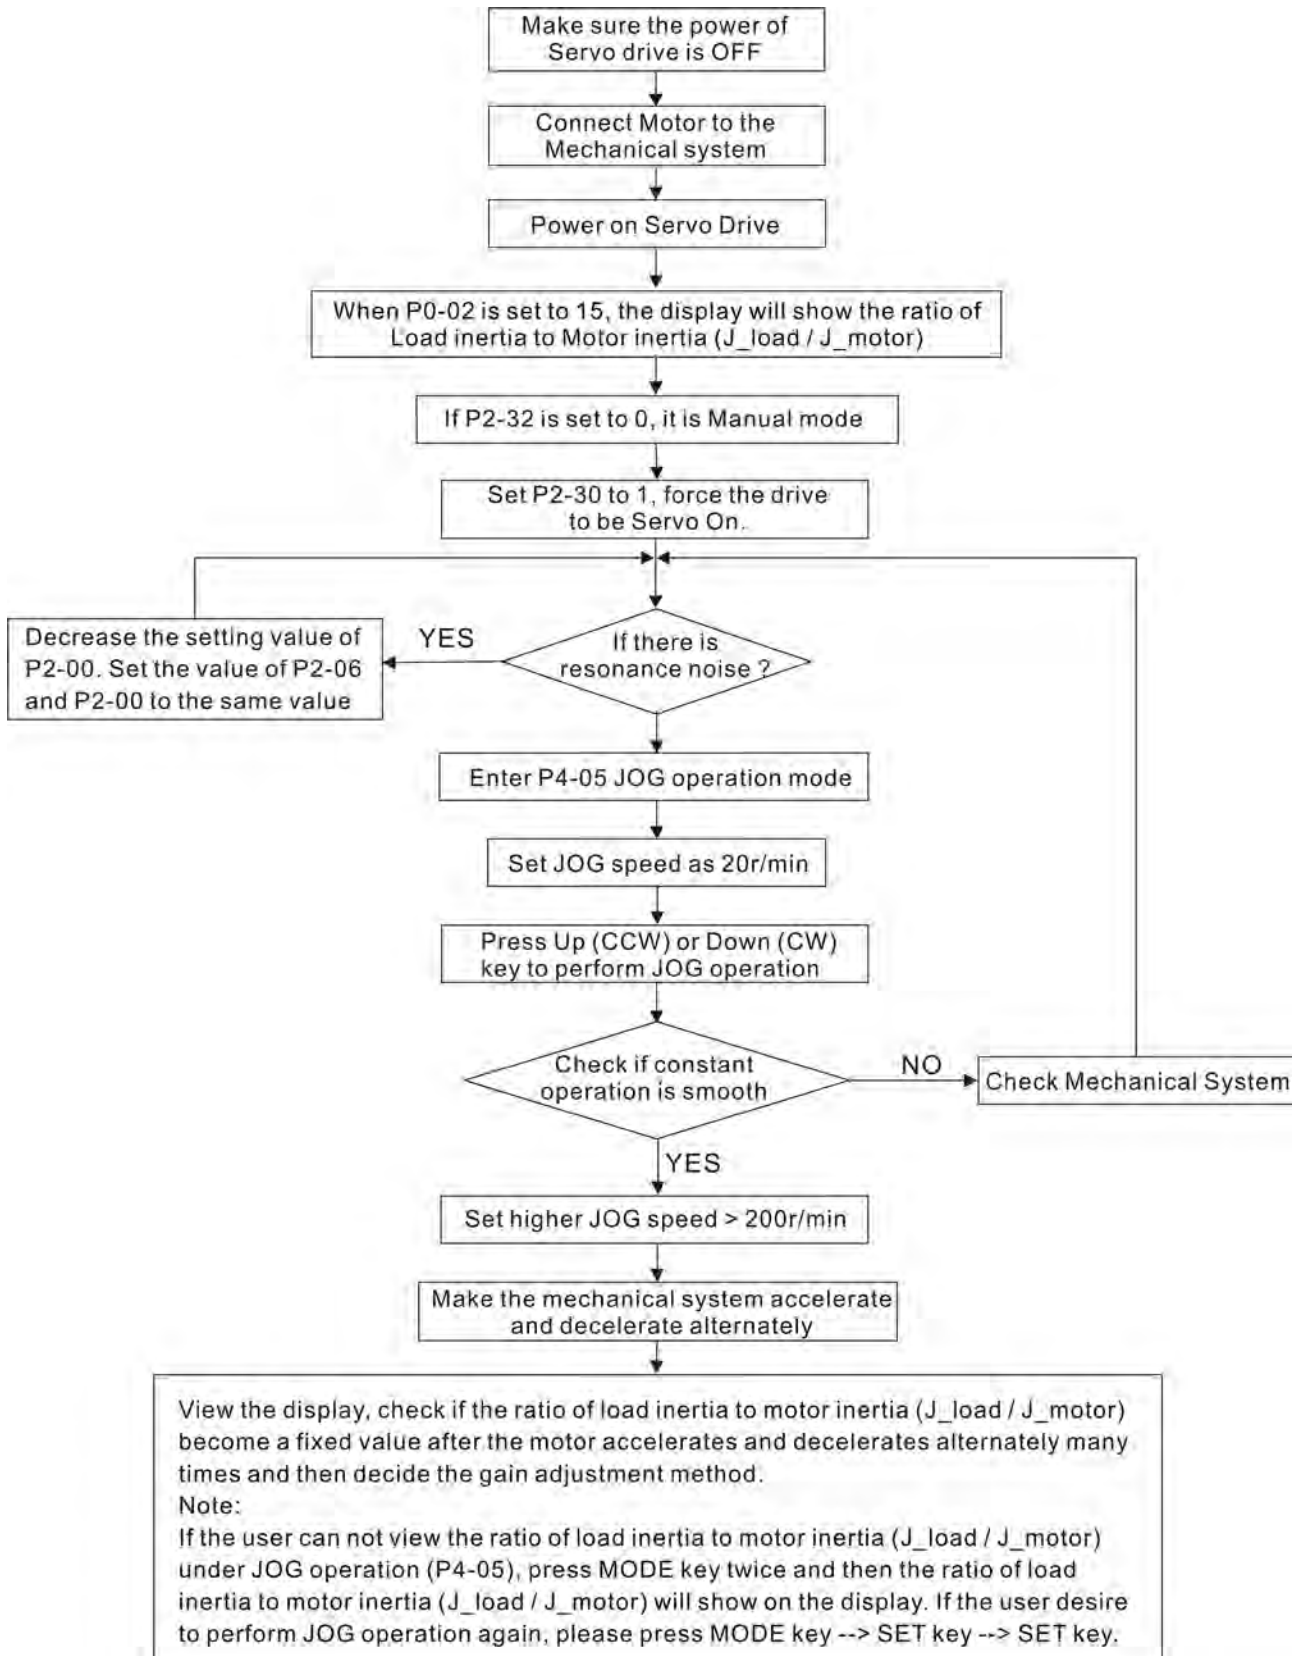 Make sure the power of
Servo drive is OFF
Connect Motor to the
Mechanical system
Power on Servo Drive
When P0-02 is set to 15, the display will show the ratio of
Load inertia to Motor inertia (J_load / J_motor)
If P2-32 is set to 0, it is Manual mode
Set P2-30 to 1, force the drive
to be Servo On.
If there is
resonance noise ?
YES
Decrease the setting value of
P2-00. Set the value of P2-06
and P2-00 to the same value
Enter P4-05 JOG operation mode
Set JOG speed as 20r/min
Press Up (CCW) or Down (CW)
key to perform JOG operation
Check if constant
operation is smooth
NO
Check Mechanical System
YES
Set higher JOG speed > 200r/min
Make the mechanical system accelerate
and decelerate alternately
View the display, check if the ratio of load inertia to motor inertia (J_load / J_motor)
become a fixed value after the motor accelerates and decelerates alternately many
times and then decide the gain adjustment method.
Note:
If the user can not view the ratio of load inertia to motor inertia (J_load / J_motor)
under JOG operation (P4-05), press MODE key twice and then the ratio of load
inertia to motor inertia (J_load / J_motor) will show on the display. If the user desire
to perform JOG operation again, please press MODE key --> SET key --> SET key.